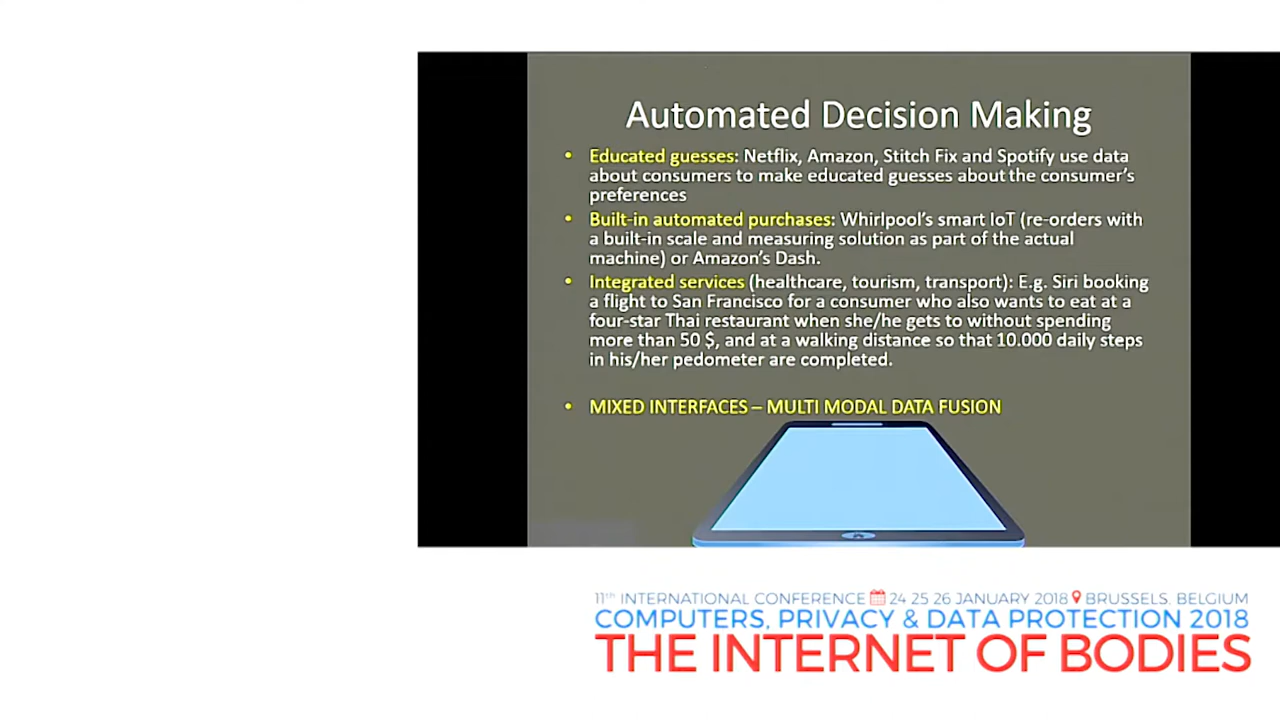 Automated Decision Making
• Educated guesses: Netflix, Amazon, Stitch Fix and Spotify use data
about consumers to make educated guesses about the consumer's
preferences
• Built-in automated purchases: Whirlpool's smart IoT (re-orders with
a built-in scale and measuring solution as part of the actual
machine) or Amazon's Dash.
• Integrated services (healthcare, tourism, transport): E.g. Siri booking
a flight to San Francisco for a consumer who also wants to eat at a
four-star Thai restaurant when she/he gets to without spending
more than 50 $, and at a walking distance so that 10.000 daily steps
in his/her pedometer are completed.
• MIXED INTERFACES – MULTI MODAL DATA FUSION
11th INTERNATIONAL CONFERENCE 24 25 26 JANUARY 2018 BRUSSELS, BELGIUM
COMPUTERS, PRIVACY & DATA PROTECTION 2018
THE INTERNET OF BODIES